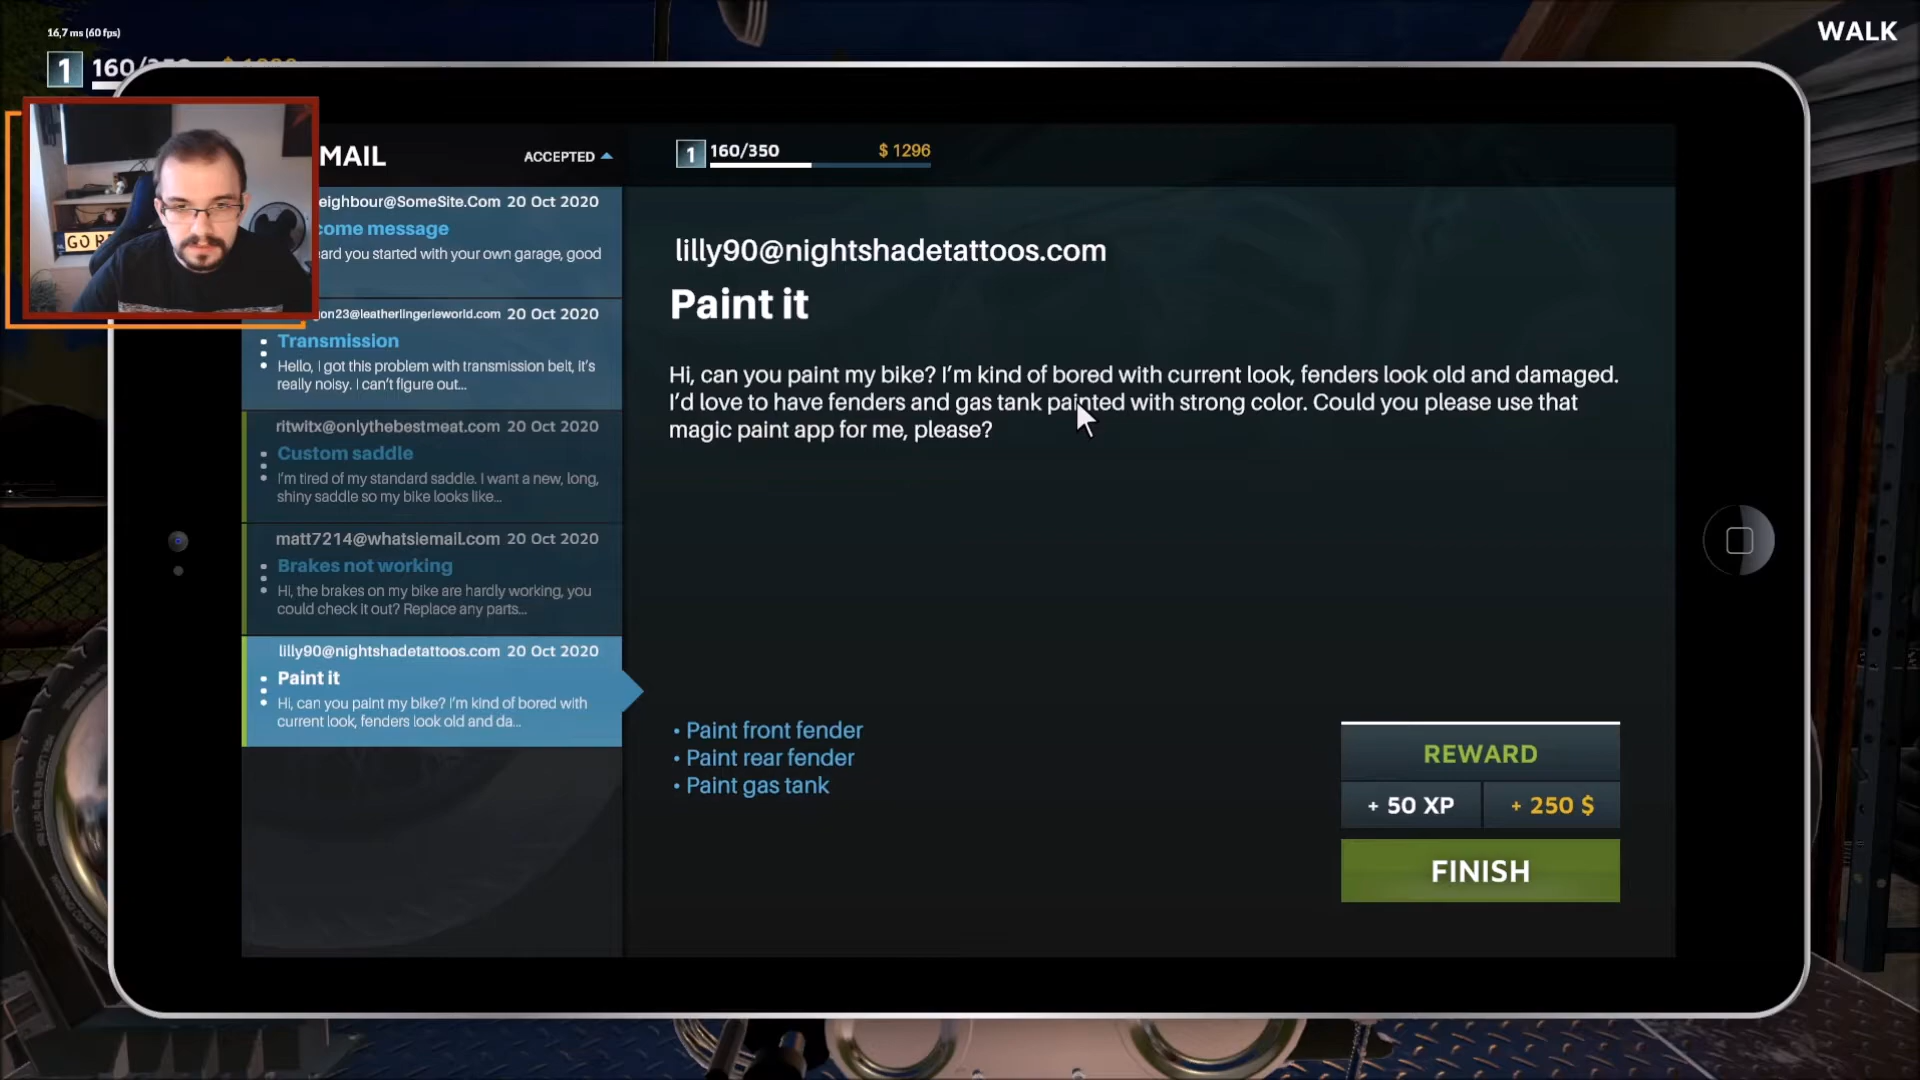 16,7 ms (60 fps)
WALK
1 160/350
MAIL
ACCEPTED
1 160/350 $ 1296
eighbour@SomeSite.Com 20 Oct 2020
come message
eard you started with your own garage, good
gon23@leatherlingerieworld.com 20 Oct 2020
Transmission
Hello, I got this problem with transmission belt, it's
really noisy. I can't figure out...
ritwitx@onlythebestmeat.com 20 Oct 2020
Custom saddle
I'm tired of my standard saddle. I want a new, long,
shiny saddle so my bike looks like...
matt7214@whatsiemail.com 20 Oct 2020
Brakes not working
Hi, the brakes on my bike are hardly working, you
could check it out? Replace any parts...
lilly90@nightshadetattoos.com 20 Oct 2020
Paint it
Hi, can you paint my bike? I'm kind of bored with
current look, fenders look old and da...
lilly90@nightshadetattoos.com
Paint it
Hi, can you paint my bike? I'm kind of bored with current look, fenders look old and damaged.
I'd love to have fenders and gas tank painted with strong color. Could you please use that
magic paint app for me, please?
• Paint front fender
• Paint rear fender
• Paint gas tank
REWARD
+ 50 XP + 250 $
FINISH